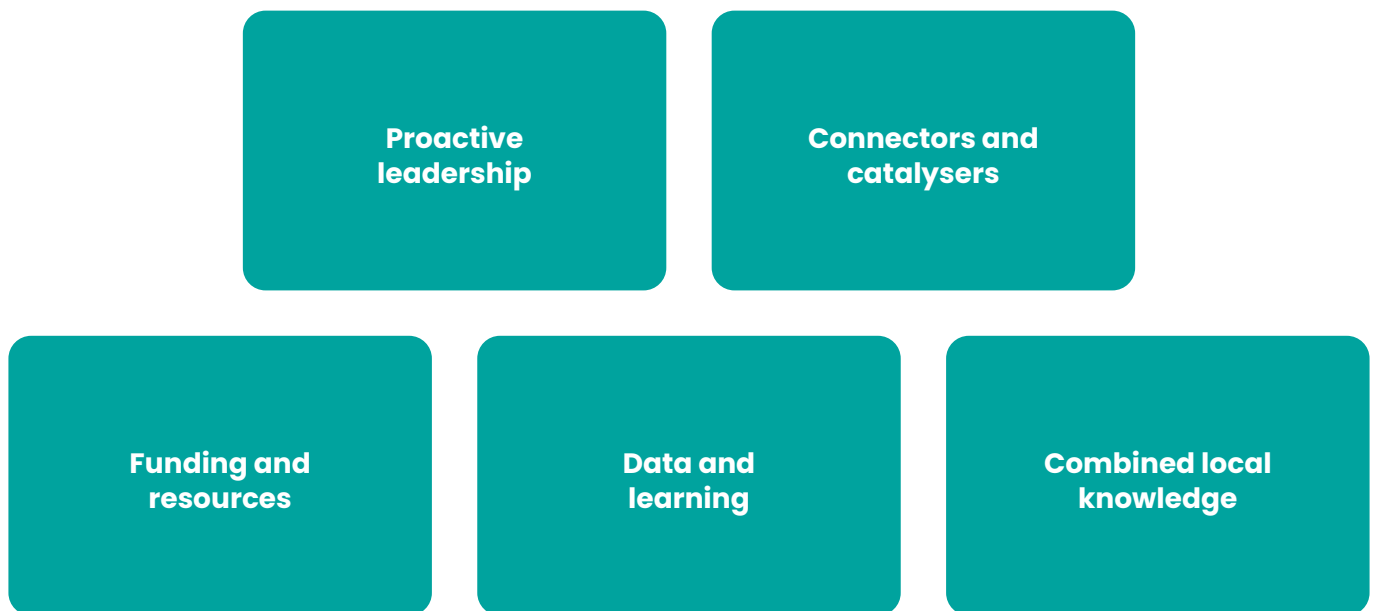 Proactive
leadership
Connectors and
catalysers
Funding and
resources
Data and
learning
Combined local
knowledge